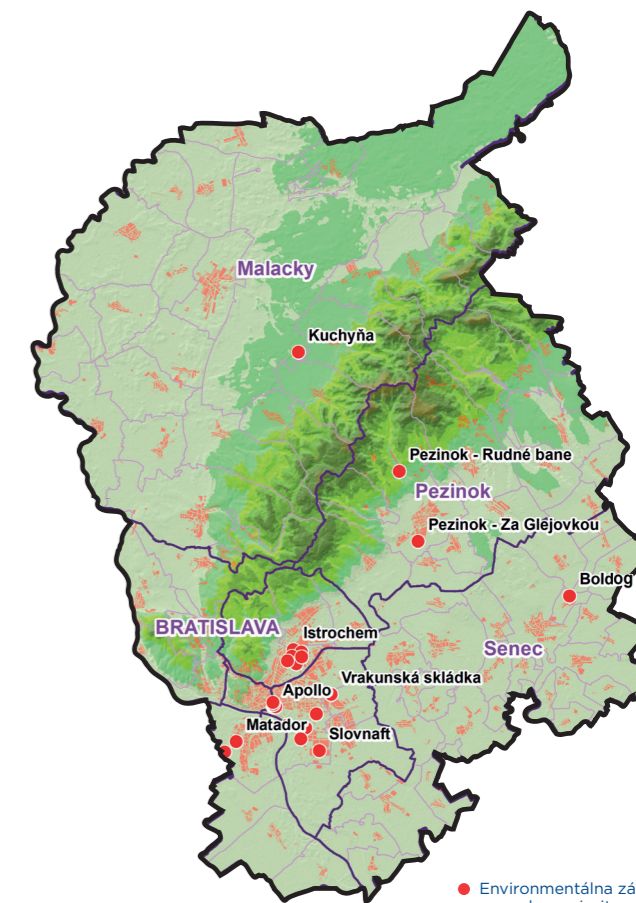 Malacky
Kuchyňa
Pezinok - Rudné bane
Pezinok
Pezinok - Za Glejovkou
Boldog
BRATISLAVA
Istrochem
Senec
Vrakunská skládka
Apollo
Matador
Slovnaft
Environmentálna